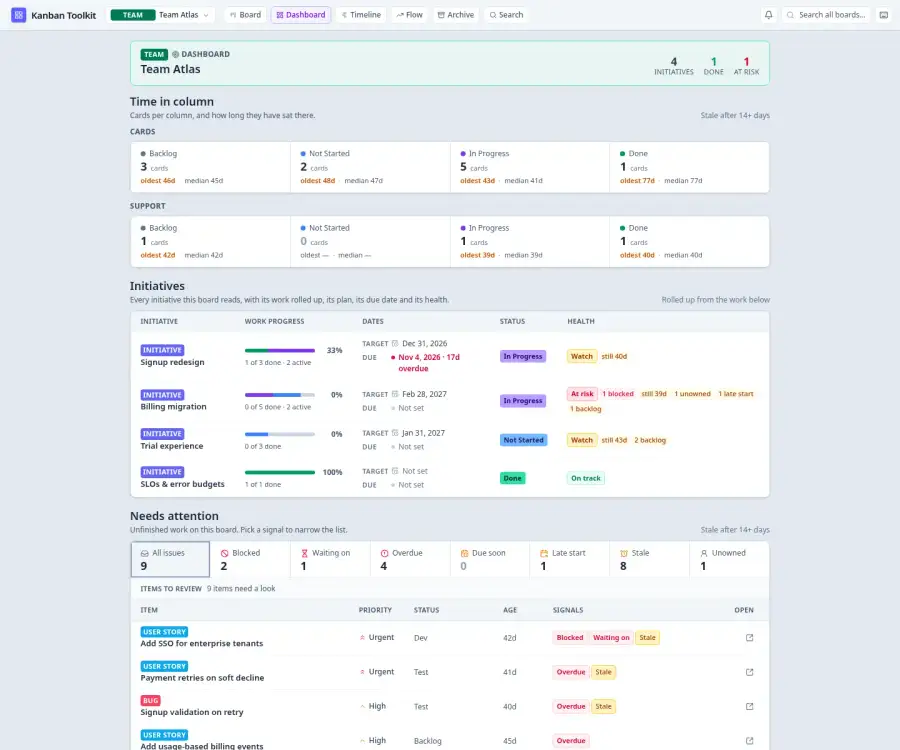 Kanban Toolkit TEAM Team Atlas Board Dashboard Timeline Flow Archive Search Search all boards...
TEAM DASHBOARD
Team Atlas
4 INITIATIVES
1 DONE
1 AT RISK
Time in column
Cards per column, and how long they have sat there. Stale after 14+ days
CARDS
Backlog
3 cards
oldest 46d · median 45d
Not Started
2 cards
oldest 48d · median 47d
In Progress
5 cards
oldest 43d · median 41d
Done
1 cards
oldest 77d · median 77d
SUPPORT
Backlog
1 cards
oldest 42d · median 42d
Not Started
0 cards
oldest — · median —
In Progress
1 cards
oldest 39d · median 39d
Done
1 cards
oldest 40d · median 40d
Initiatives
Every initiative this board reads, with its work rolled up, its plan, its due date and its health. Rolled up from the work below
INITIATIVE WORK PROGRESS DATES STATUS HEALTH
INITIATIVE
Signup redesign
33%
1 of 3 done · 2 active
TARGET Dec 31, 2026
DUE Nov 4, 2026 · 17d
overdue
In Progress
Watch still 40d
INITIATIVE
Billing migration
0%
0 of 5 done · 2 active
TARGET Feb 28, 2027
DUE Not set
In Progress
At risk 1 blocked still 39d 1 unowned 1 late start
1 backlog
INITIATIVE
Trial experience
0%
0 of 3 done
TARGET Jan 31, 2027
DUE Not set
Not Started
Watch still 43d 2 backlog
INITIATIVE
SLOs & error budgets
100%
1 of 1 done
TARGET Not set
DUE Not set
Done
On track
Needs attention
Unfinished work on this board. Pick a signal to narrow the list. Stale after 14+ days
All issues
9
Blocked
2
Waiting on
1
Overdue
4
Due soon
0
Late start
1
Stale
8
Unowned
1
ITEMS TO REVIEW 9 items need a look
ITEM PRIORITY STATUS AGE SIGNALS OPEN
USER STORY
Add SSO for enterprise tenants
Urgent Dev 42d Blocked Waiting on Stale
USER STORY
Payment retries on soft decline
Urgent Test 41d Overdue Stale
BUG
Signup validation on retry
High Test 40d Overdue Stale
USER STORY
Add usage-based billing events
High Backlog 45d Overdue